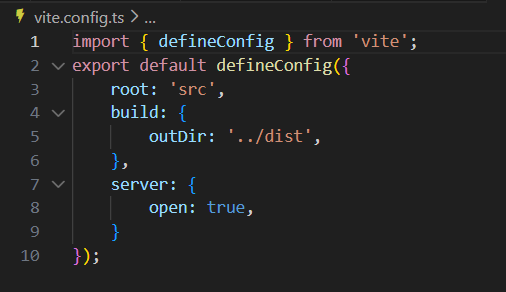 vite.config.ts > ...
1 import { defineConfig } from 'vite';
2 export default defineConfig({
3     root: 'src',
4     build: {
5         outDir: '../dist',
6     },
7     server: {
8         open: true,
9     }
10 });